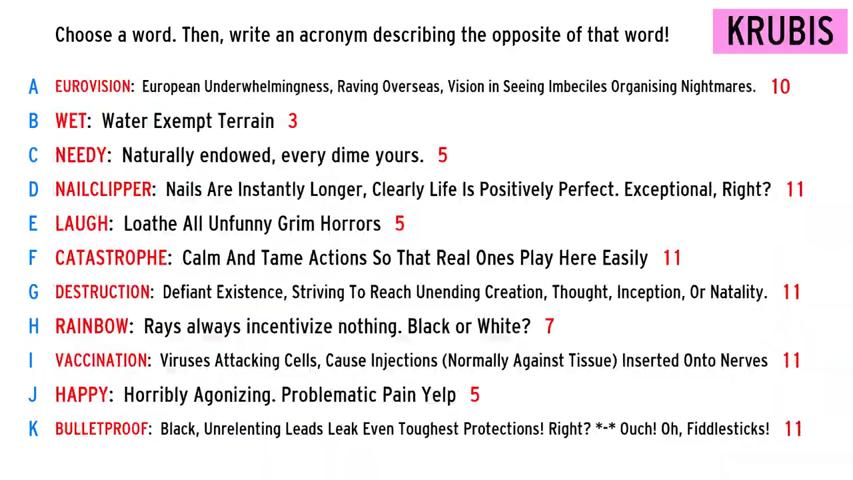 Choose a word. Then, write an acronym describing the opposite of that word!
KRUBIS
A EUROVISION: European Underwhelmingness, Raving Overseas, Vision in Seeing Imbeciles Organising Nightmares. 10
B WET: Water Exempt Terrain 3
C NEEDY: Naturally endowed, every dime yours. 5
D NAILCLIPPER: Nails Are Instantly Longer, Clearly Life Is Positively Perfect. Exceptional, Right? 11
E LAUGH: Loathe All Unfunny Grim Horrors 5
F CATASTROPHE: Calm And Tame Actions So That Real Ones Play Here Easily 11
G DESTRUCTION: Defiant Existence, Striving To Reach Unending Creation, Thought, Inception, Or Natality. 11
H RAINBOW: Rays always incentivize nothing. Black or White? 7
I VACCINATION: Viruses Attacking Cells, Cause Injections (Normally Against Tissue) Inserted Onto Nerves 11
J HAPPY: Horribly Agonizing. Problematic Pain Yelp 5
K BULLETPROOF: Black, Unrelenting Leads Leak Even Toughest Protections! Right? *-* Ouch! Oh, Fiddlesticks! 11